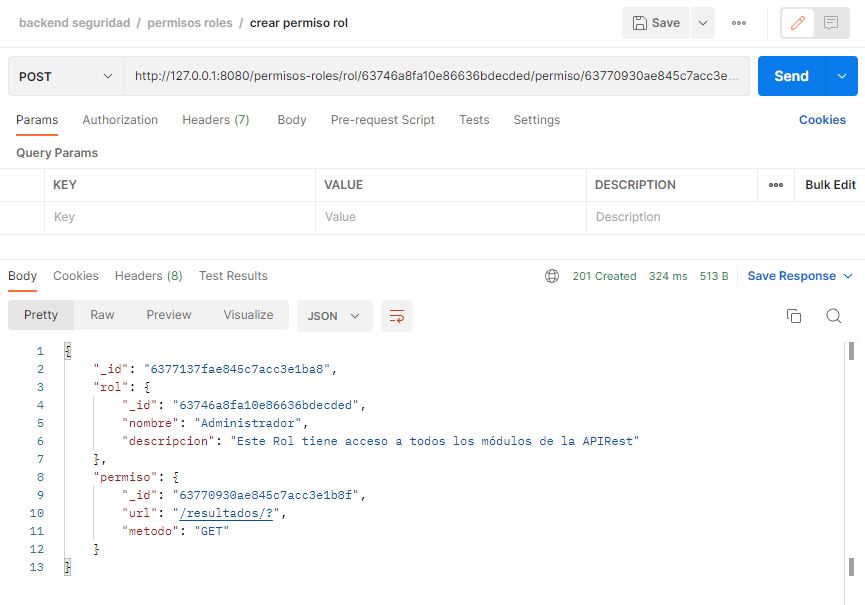 backend seguridad / permisos roles / crear permiso rol
Save
POST
http://127.0.0.1:8080/permisos-roles/rol/63746a8fa10e86636bdecded/permiso/63770930ae845c7acc3e...
Send
Params Authorization Headers (7) Body Pre-request Script Tests Settings Cookies
Query Params
KEY VALUE DESCRIPTION Bulk Edit
Key Value Description
Body Cookies Headers (8) Test Results 201 Created 324 ms 513 B Save Response
Pretty Raw Preview Visualize JSON
1 {
2 "_id": "6377137fae845c7acc3e1ba8",
3 "rol": {
4 "_id": "63746a8fa10e86636bdecded",
5 "nombre": "Administrador",
6 "descripcion": "Este Rol tiene acceso a todos los módulos de la APIRest"
7 },
8 "permiso": {
9 "_id": "63770930ae845c7acc3e1b8f",
10 "url": "/resultados/?",
11 "metodo": "GET"
12 }
13 }